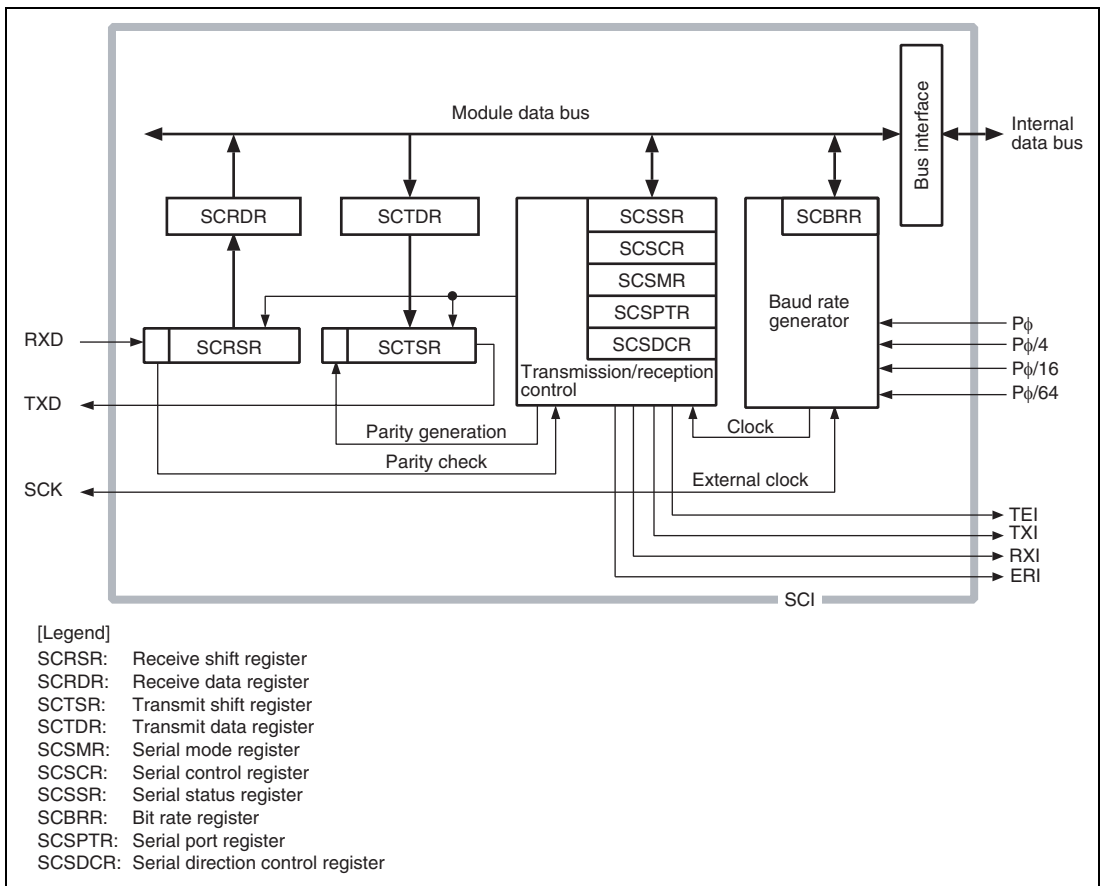 Module data bus
Bus interface
Internal
data bus
SCRDR
SCTDR
SCSSR
SCSCR
SCSMR
SCSPTR
SCSDCR
Transmission/reception
control
SCBRR
Baud rate
generator
RXD
SCRSR
SCTSR
TXD
Pϕ
Pϕ/4
Pϕ/16
Pϕ/64
Parity generation
Parity check
Clock
External clock
SCK
TEI
TXI
RXI
ERI
SCI
[Legend]
SCRSR: Receive shift register
SCRDR: Receive data register
SCTSR: Transmit shift register
SCTDR: Transmit data register
SCSMR: Serial mode register
SCSCR: Serial control register
SCSSR: Serial status register
SCBRR: Bit rate register
SCSPTR: Serial port register
SCSDCR: Serial direction control register